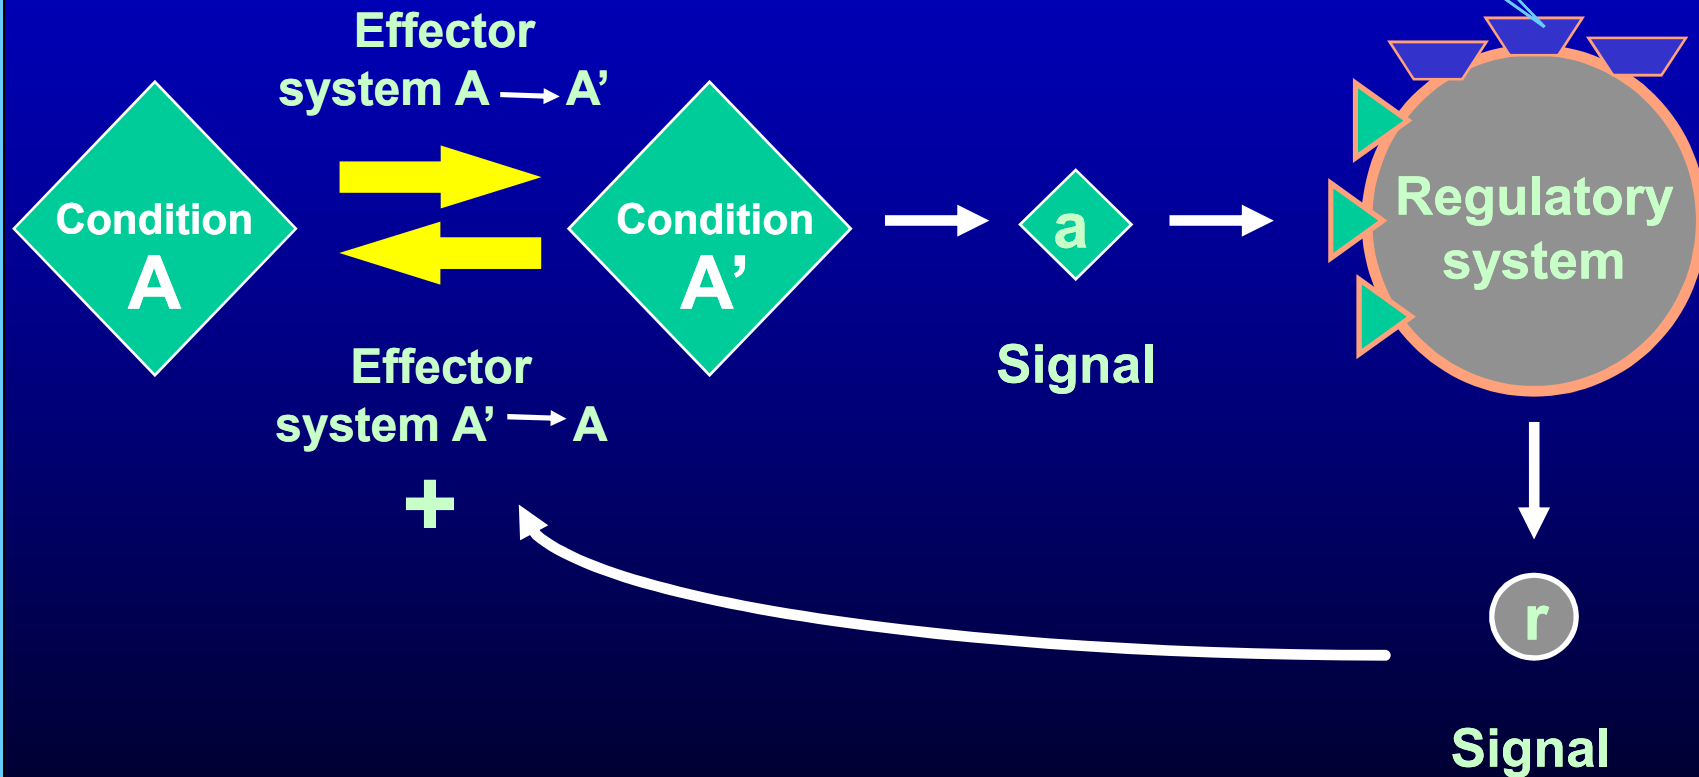 Effector
system A → A’
Condition
A
Condition
A’
a
Regulatory
system
Signal
Effector
system A’ → A
+
r
Signal